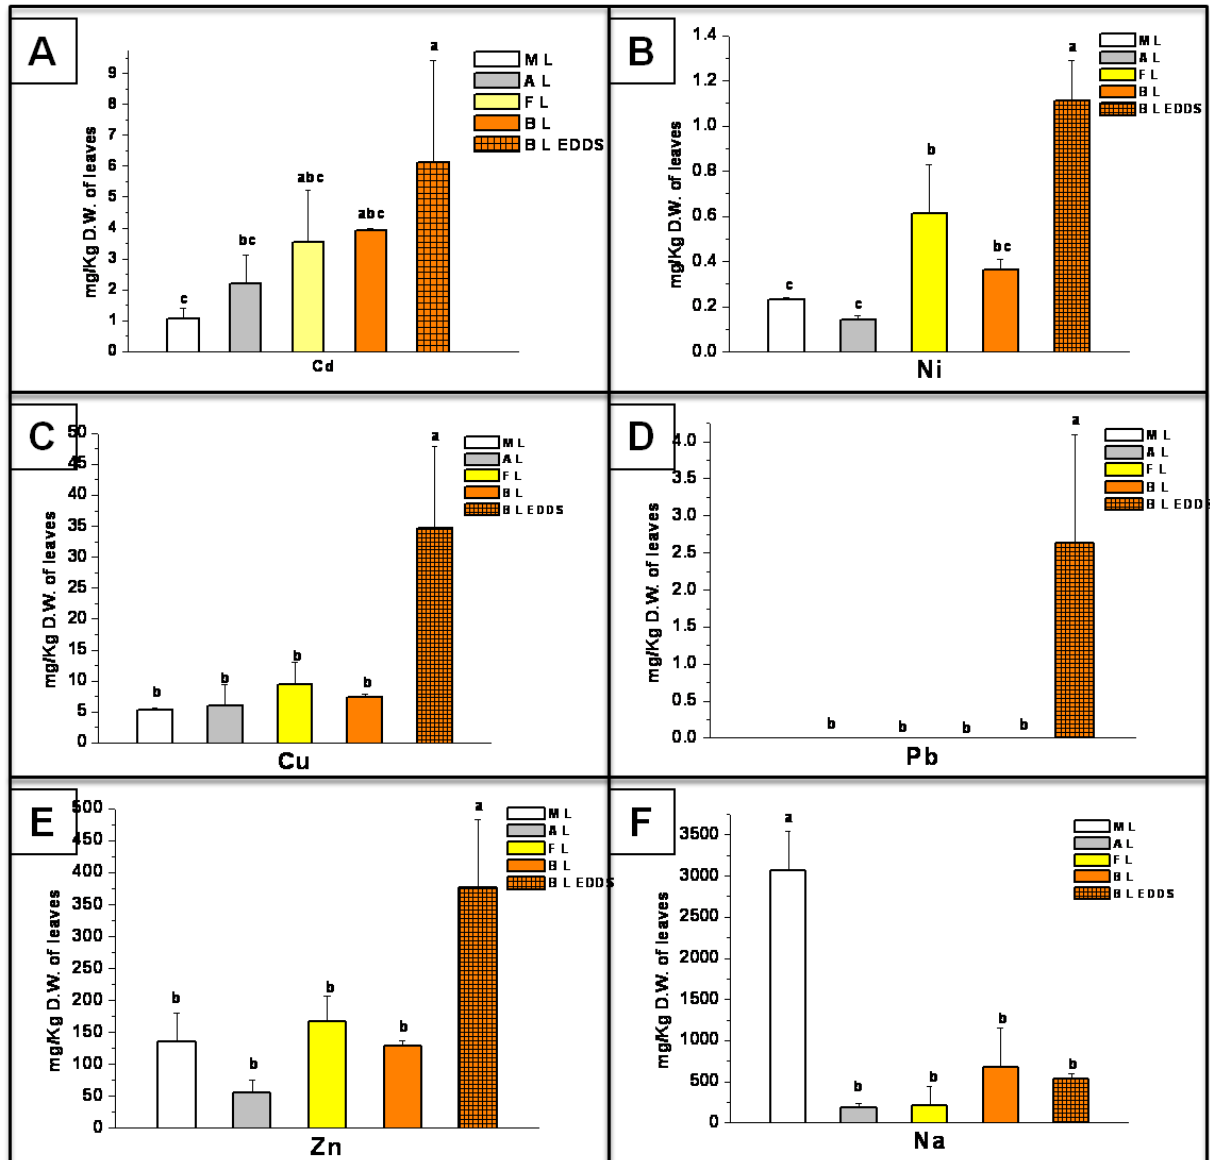 A
mg/Kg D.W. of leaves
9
8
7
6
5
4
3
2
1
0
c
bc
abc
abc
a
Cd
M L
A L
F L
B L
B L EDDS
B
mg/Kg D.W. of leaves
1.4
1.2
1.0
0.8
0.6
0.4
0.2
0.0
c
c
b
bc
a
Ni
M L
A L
F L
B L
B L EDDS
C
mg/Kg D.W. of leaves
50
45
40
35
30
25
20
15
10
5
0
b
b
b
b
a
Cu
M L
A L
F L
B L
B L EDDS
D
mg/Kg D.W. of leaves
4.0
3.5
3.0
2.5
2.0
1.5
1.0
0.5
0.0
b
b
b
b
a
Pb
M L
A L
F L
B L
B L EDDS
E
mg/Kg D.W. of leaves
500
450
400
350
300
250
200
150
100
50
0
b
b
b
b
a
Zn
M L
A L
F L
B L
B L EDDS
F
mg/Kg D.W. of leaves
3500
3000
2500
2000
1500
1000
500
0
a
b
b
b
b
Na
M L
A L
F L
B L
B L EDDS